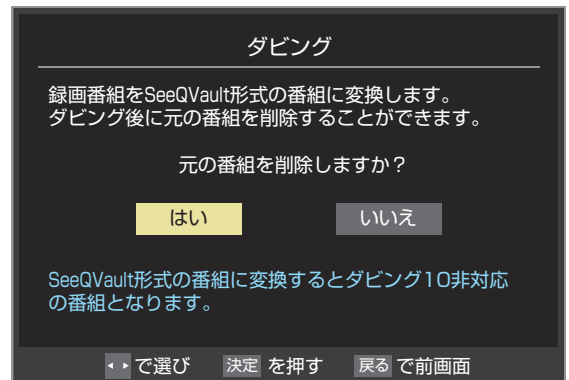 ダビング
録画番組をSeeQVault形式の番組に変換します。
ダビング後に元の番組を削除することができます。
元の番組を削除しますか？
はい いいえ
SeeQVault形式の番組に変換するとダビング10非対応
の番組となります。
で選び 決定 を押す 戻る で前画面